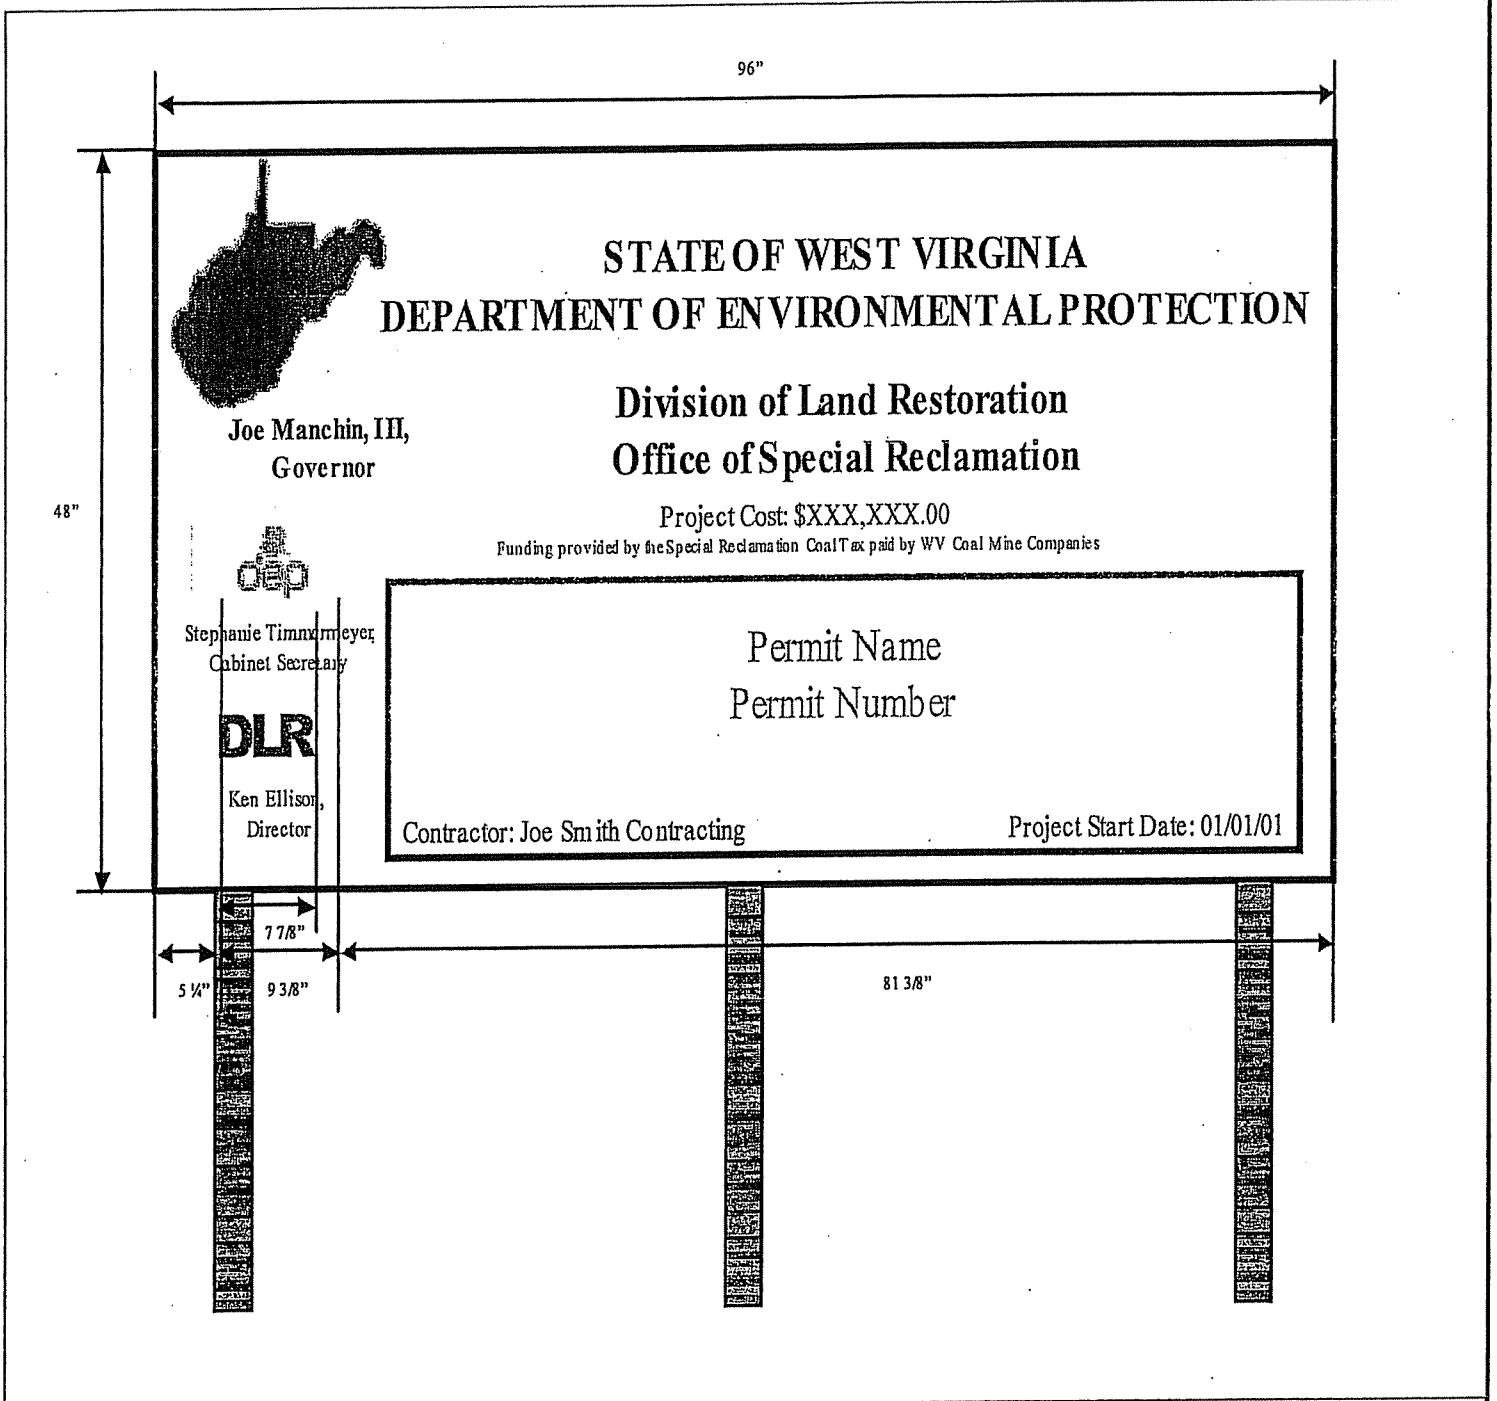 96"
STATE OF WEST VIRGINIA
DEPARTMENT OF ENVIRONMENTAL PROTECTION
Division of Land Restoration
Office of Special Reclamation
Joe Manchin, III,
Governor
48"
Project Cost: $XXX,XXX.00
Funding provided by the Special Reclamation Coal Tax paid by WV Coal Mine Companies
dep
Stephanie Timmermeyer,
Cabinet Secretary
Permit Name
Permit Number
DLR
Ken Ellison,
Director
Contractor: Joe Smith Contracting
Project Start Date: 01/01/01
7 7/8"
5 ¼"
9 3/8"
81 3/8"